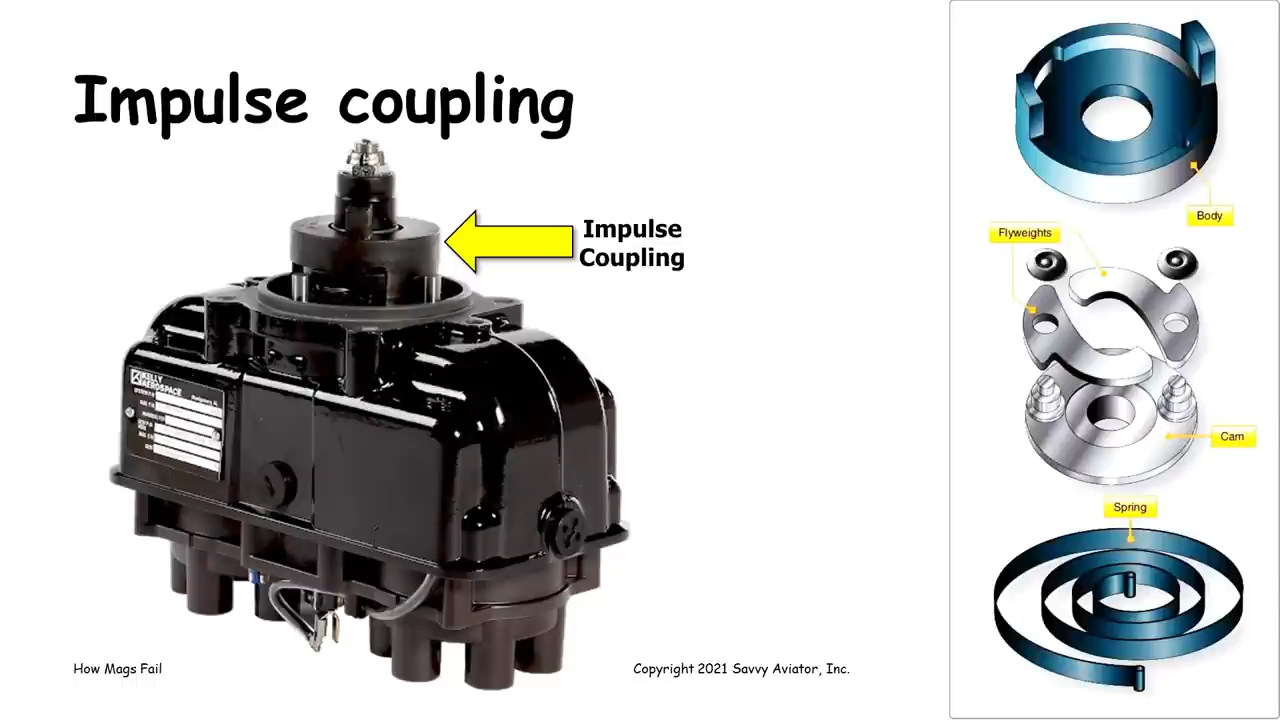 Impulse coupling
Impulse
Coupling
KELLY
AEROSPACE
How Mags Fail
Copyright 2021 Savvy Aviator, Inc.
Body
Flyweights
Cam
Spring